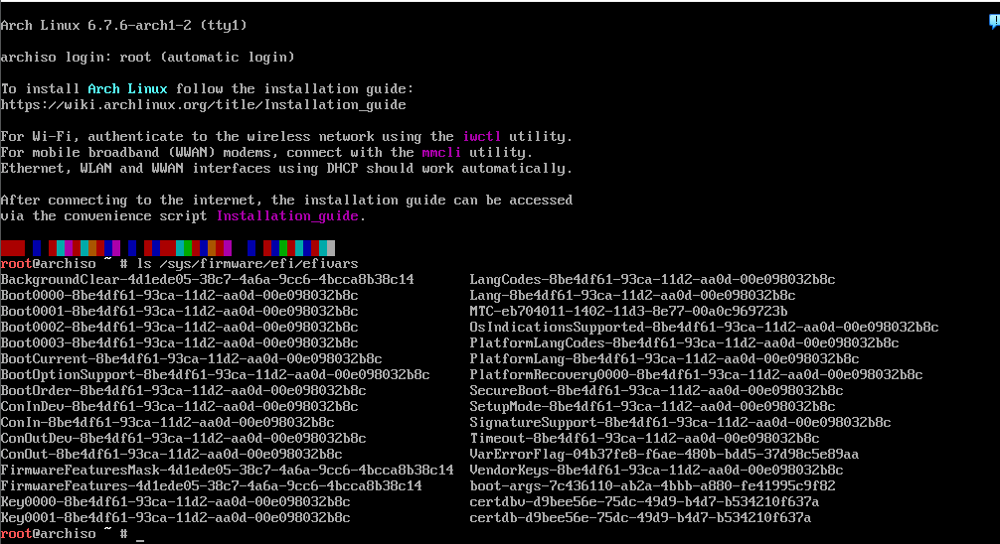 Arch Linux 6.7.6-arch1-2 (tty1)
archiso login: root (automatic login)
To install Arch Linux follow the installation guide:
https://wiki.archlinux.org/title/Installation_guide
For Wi-Fi, authenticate to the wireless network using the iwctl utility.
For mobile broadband (WWAN) modems, connect with the mmcli utility.
Ethernet, WLAN and WWAN interfaces using DHCP should work automatically.
After connecting to the internet, the installation guide can be accessed
via the convenience script Installation_guide.
root@archiso ~ # ls /sys/firmware/efi/efivars
BackgroundClear-4d1ede05-38c7-4a6a-9cc6-4bcca8b38c14 LangCodes-8be4df61-93ca-11d2-aa0d-00e098032b8c
Boot0000-8be4df61-93ca-11d2-aa0d-00e098032b8c Lang-8be4df61-93ca-11d2-aa0d-00e098032b8c
Boot0001-8be4df61-93ca-11d2-aa0d-00e098032b8c MTC-eb704011-1402-11d3-8e77-00a0c969723b
Boot0002-8be4df61-93ca-11d2-aa0d-00e098032b8c OsIndicationsSupported-8be4df61-93ca-11d2-aa0d-00e098032b8c
Boot0003-8be4df61-93ca-11d2-aa0d-00e098032b8c PlatformLangCodes-8be4df61-93ca-11d2-aa0d-00e098032b8c
BootCurrent-8be4df61-93ca-11d2-aa0d-00e098032b8c PlatformLang-8be4df61-93ca-11d2-aa0d-00e098032b8c
BootOptionSupport-8be4df61-93ca-11d2-aa0d-00e098032b8c PlatformRecovery0000-8be4df61-93ca-11d2-aa0d-00e098032b8c
BootOrder-8be4df61-93ca-11d2-aa0d-00e098032b8c SecureBoot-8be4df61-93ca-11d2-aa0d-00e098032b8c
ConInDev-8be4df61-93ca-11d2-aa0d-00e098032b8c SetupMode-8be4df61-93ca-11d2-aa0d-00e098032b8c
ConIn-8be4df61-93ca-11d2-aa0d-00e098032b8c SignatureSupport-8be4df61-93ca-11d2-aa0d-00e098032b8c
ConOutDev-8be4df61-93ca-11d2-aa0d-00e098032b8c Timeout-8be4df61-93ca-11d2-aa0d-00e098032b8c
ConOut-8be4df61-93ca-11d2-aa0d-00e098032b8c VarErrorFlag-04b37fe8-f6ae-480b-bdd5-37d98c5e89aa
FirmwareFeaturesMask-4d1ede05-38c7-4a6a-9cc6-4bcca8b38c14 VendorKeys-8be4df61-93ca-11d2-aa0d-00e098032b8c
FirmwareFeatures-4d1ede05-38c7-4a6a-9cc6-4bcca8b38c14 boot-args-7c436110-ab2a-4bbb-a880-fe41995c9f82
Key0000-8be4df61-93ca-11d2-aa0d-00e098032b8c certdbv-d9bee56e-75dc-49d9-b4d7-b534210f637a
Key0001-8be4df61-93ca-11d2-aa0d-00e098032b8c certdb-d9bee56e-75dc-49d9-b4d7-b534210f637a
root@archiso ~ # _